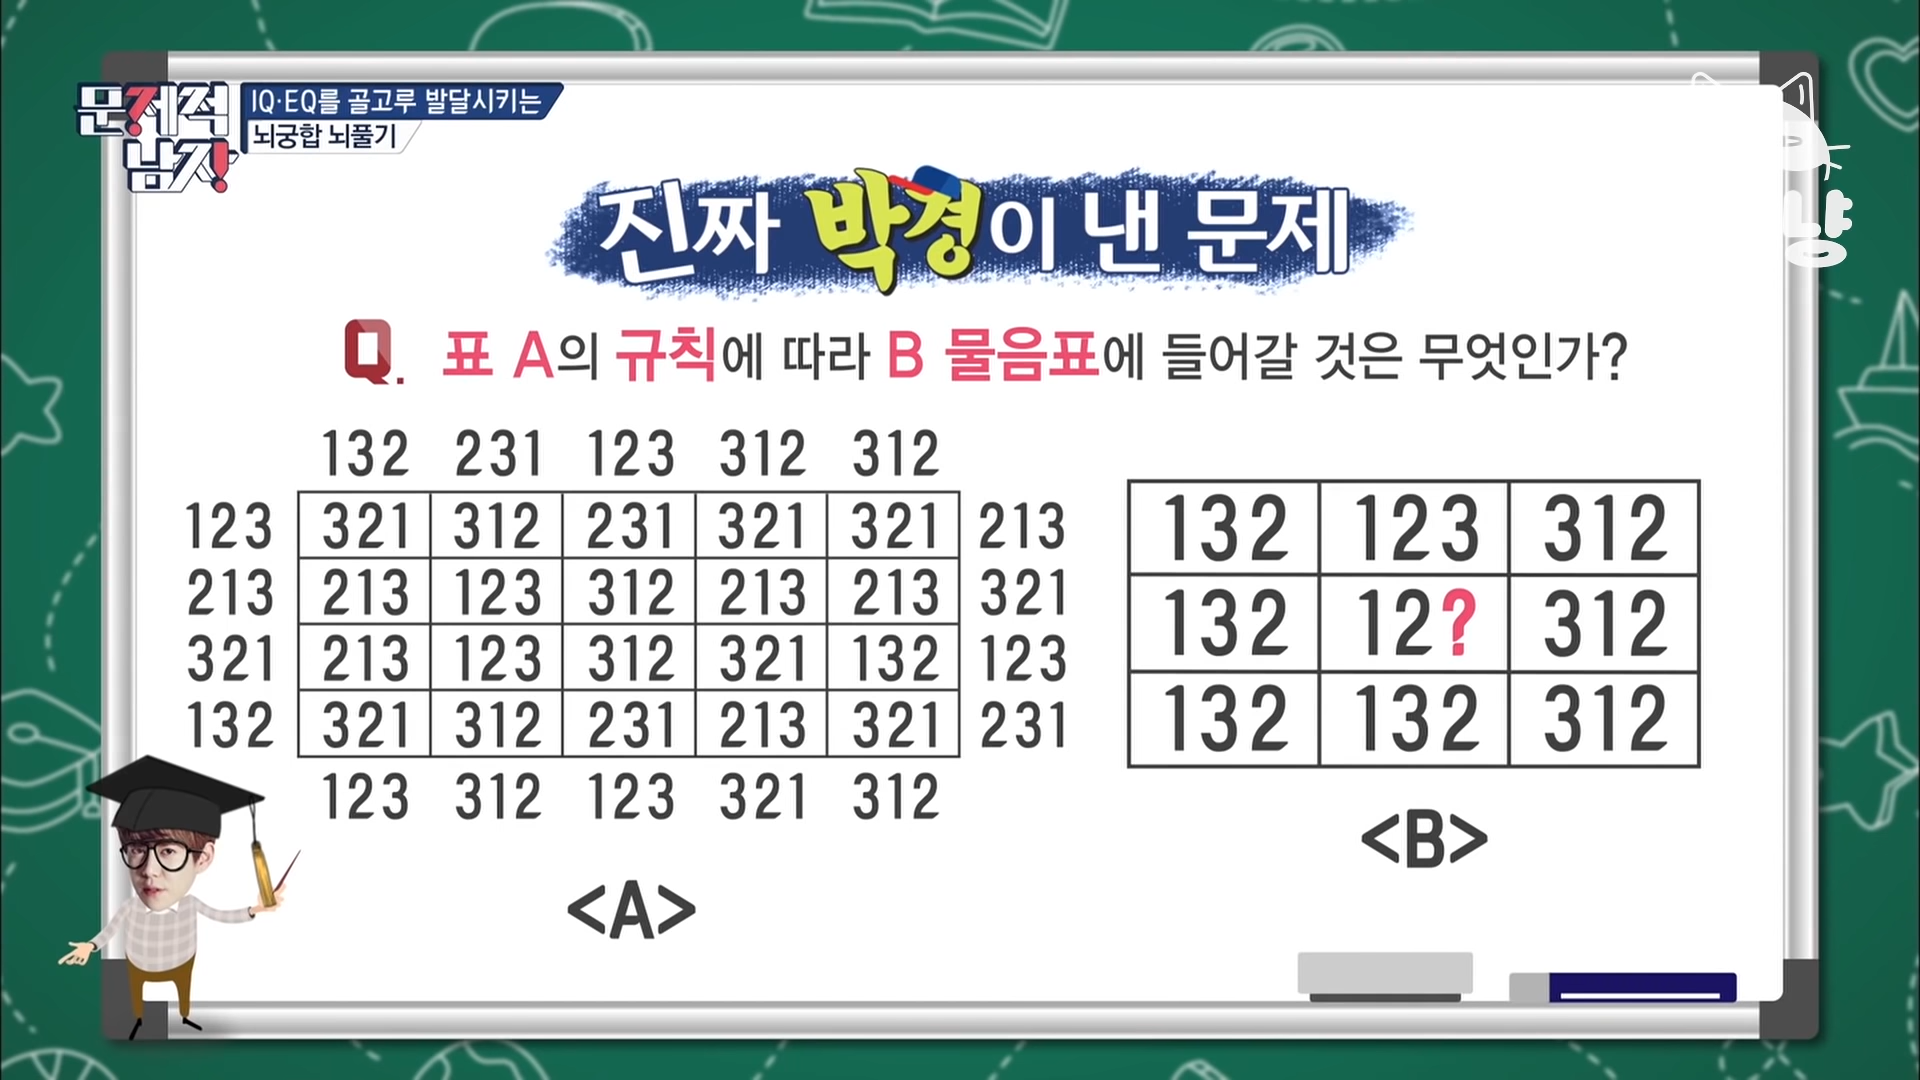 문제적
남자
IQ·EQ를 골고루 발달시키는
뇌궁합 뇌풀기
냥
진짜 박경이 낸 문제
Q. 표 A의 규칙에 따라 B 물음표에 들어갈 것은 무엇인가?
132 231 123 312 312
123 321 312 231 321 321 213
213 213 123 312 213 213 321
321 213 123 312 321 132 123
132 321 312 231 213 321 231
123 312 123 321 312
<A>
132 123 312
132 12? 312
132 132 312
<B>